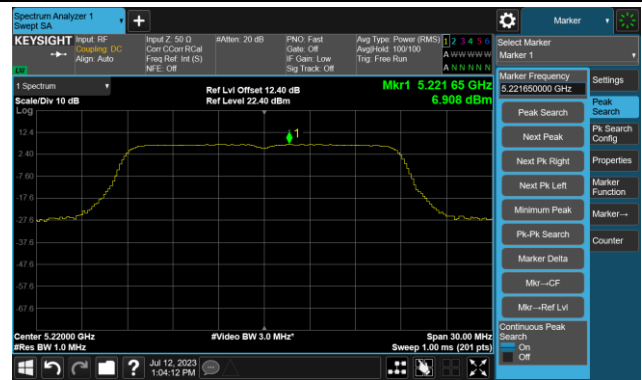 Spectrum Analyzer 1
Swept SA
Marker
KEYSIGHT
Input: RF
Coupling: DC
Align: Auto
Input Z: 50 Ω
Corr CCorr RCal
Freq Ref: Int (S)
NFE: Off
#Atten: 20 dB
PNO: Fast
Gate: Off
IF Gain: Low
Sig Track: Off
Avg Type: Power (RMS)
Avg|Hold: 100/100
Trig: Free Run
1 2 3 4 5 6
A W W W W W
A N N N N N
Select Marker
Marker 1
1 Spectrum
Scale/Div 10 dB
Ref Lvl Offset 12.40 dB
Ref Level 22.40 dBm
Mkr1 5.221 65 GHz
6.908 dBm
Log
12.4
2.40
-7.60
-17.6
-27.6
-37.6
-47.6
-57.6
-67.6
1
Center 5.22000 GHz
#Res BW 1.0 MHz
#Video BW 3.0 MHz*
Span 30.00 MHz
Sweep 1.00 ms (201 pts)
Marker Frequency
5.221650000 GHz
Peak Search
Next Peak
Next Pk Right
Next Pk Left
Minimum Peak
Pk-Pk Search
Marker Delta
Mkr→CF
Mkr→Ref Lvl
Continuous Peak
Search
On
Off
Settings
Peak
Search
Pk Search
Config
Properties
Marker
Function
Marker→
Counter
Jul 12, 2023
1:04:12 PM